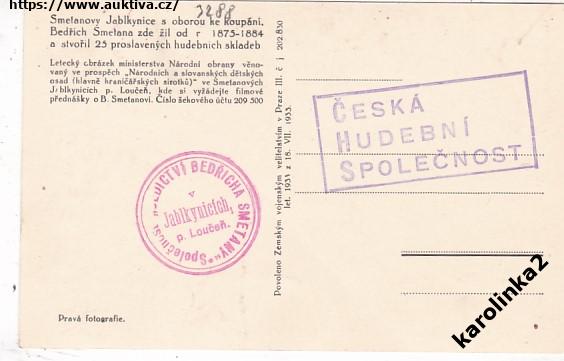 https://www.auktiva.cz/
3288
Smetanovy Jablkynice s oborou ke koupání.
Bedřich Smetana zde žil od r 1875-1884
a stvořil 25 proslavených hudebních skladeb
Letecký obrázek ministerstva Národní obrany věno-
vaný ve prospěch „Národních a slovanských dětských
osad (hlavně hraničářských sirotků)" ve Smetanových
Jablkynicích p. Loučeň, kde si vyžádejte filmové
přednášky o B. Smetanovi. Číslo šekového účtu 209 500
Společnost „DĚDICTVÍ BEDŘICHA SMETANY"
v
Jablkynicích,
p. Loučeň.
Pravá fotografie.
Povoleno Zemským vojenským velitelstvím v Praze III. č j 202 830
let. 1933 z 18. VII. 1933.
ČESKÁ
HUDEBNÍ
SPOLEČNOST
karolinka2